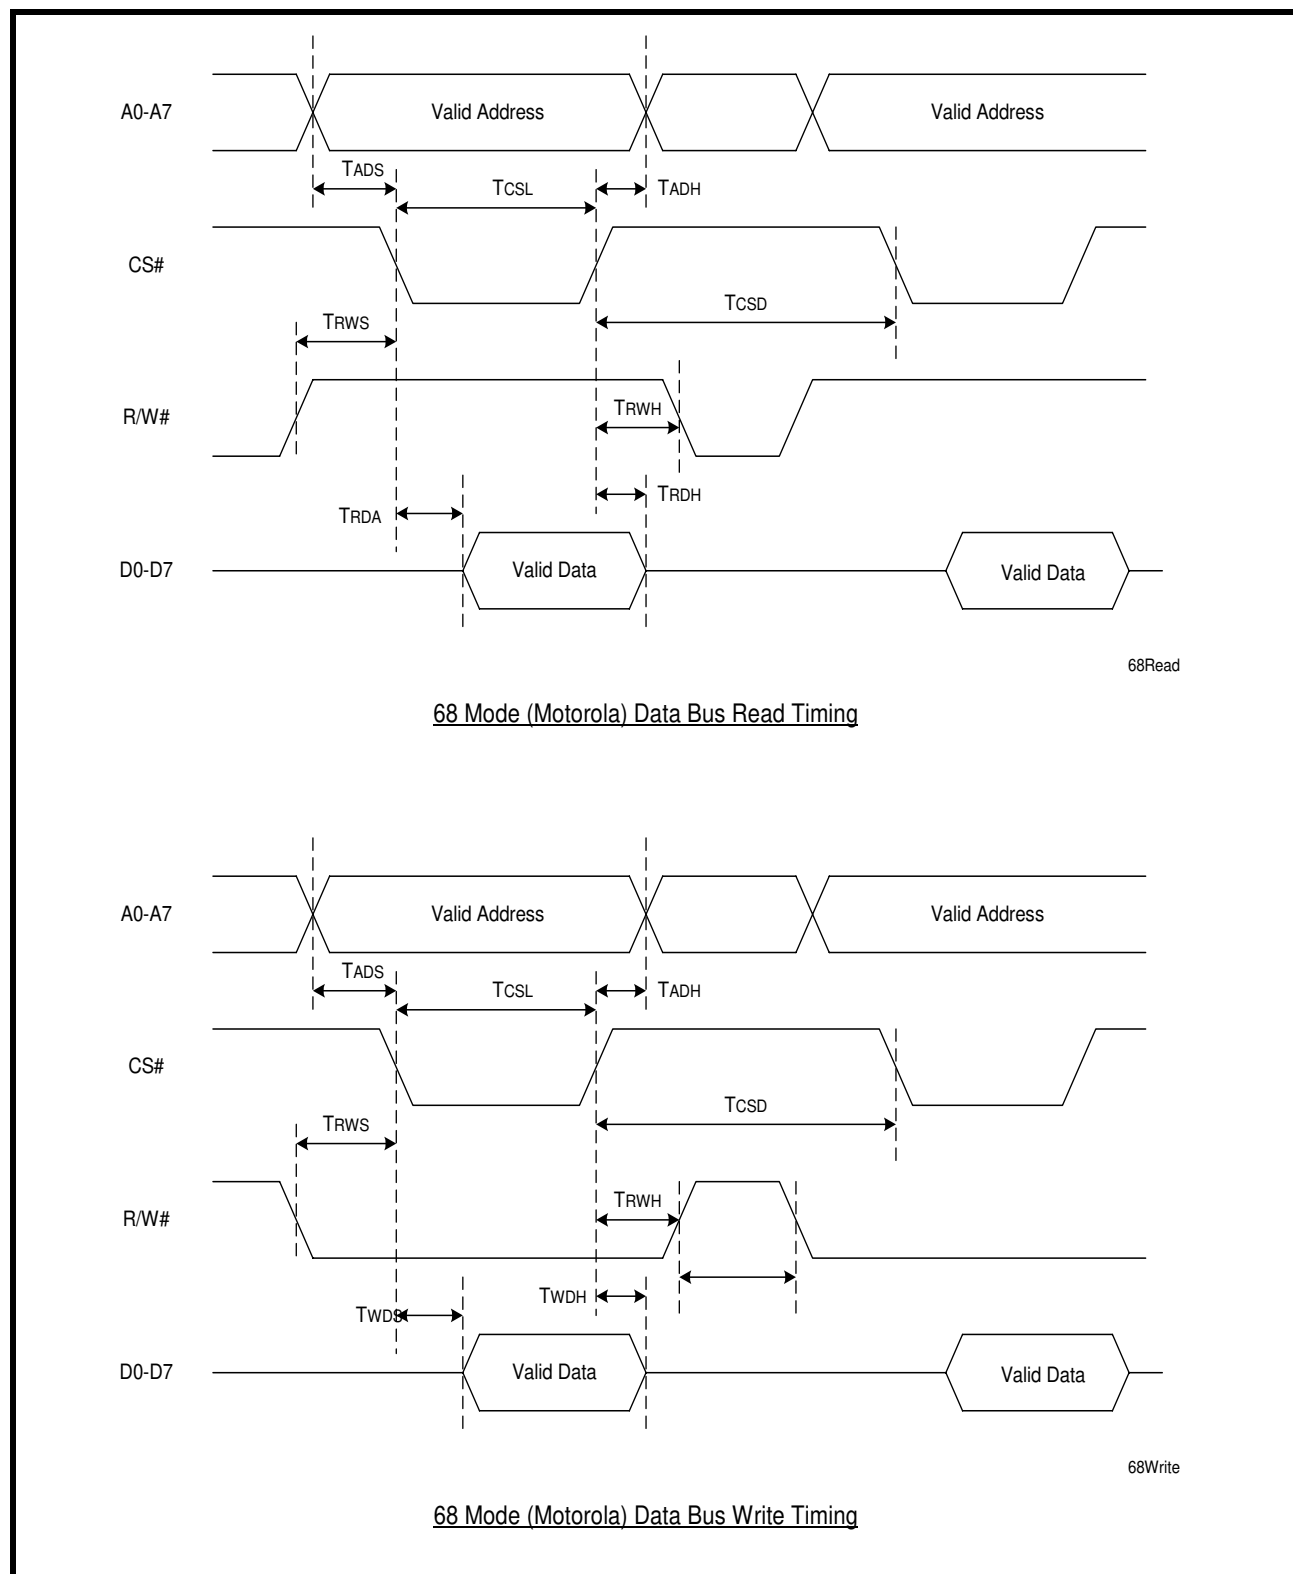 A0-A7
Valid Address
Valid Address
TADS
TCSL
TADH
CS#
TCSD
TRWS
R/W#
TRWH
TRDH
TRDA
D0-D7
Valid Data
Valid Data
68Read
68 Mode (Motorola) Data Bus Read Timing
A0-A7
Valid Address
Valid Address
TADS
TCSL
TADH
CS#
TCSD
TRWS
R/W#
TRWH
TWDH
TWDS
D0-D7
Valid Data
Valid Data
68Write
68 Mode (Motorola) Data Bus Write Timing